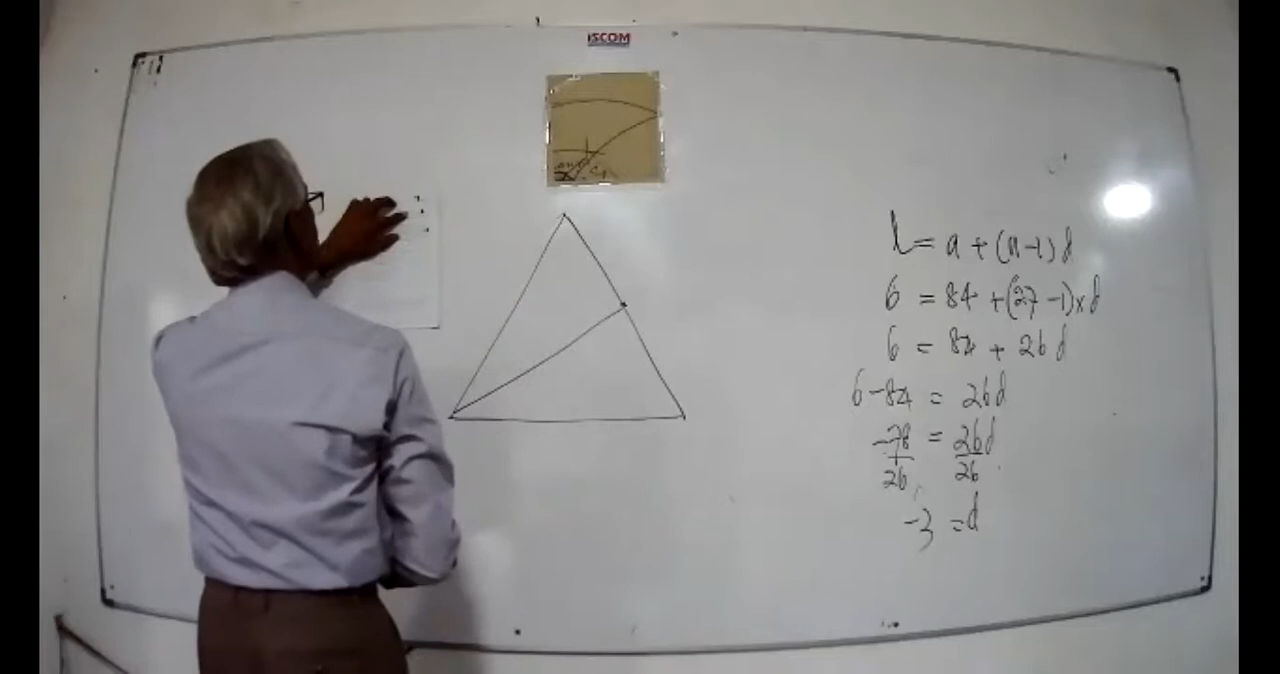 iSCOM
l = a + (n-1)d
6 = 84 + (27-1)×d
6 = 84 + 26d
6-84 = 26d
-78/26 = 26d/26
-3 = d